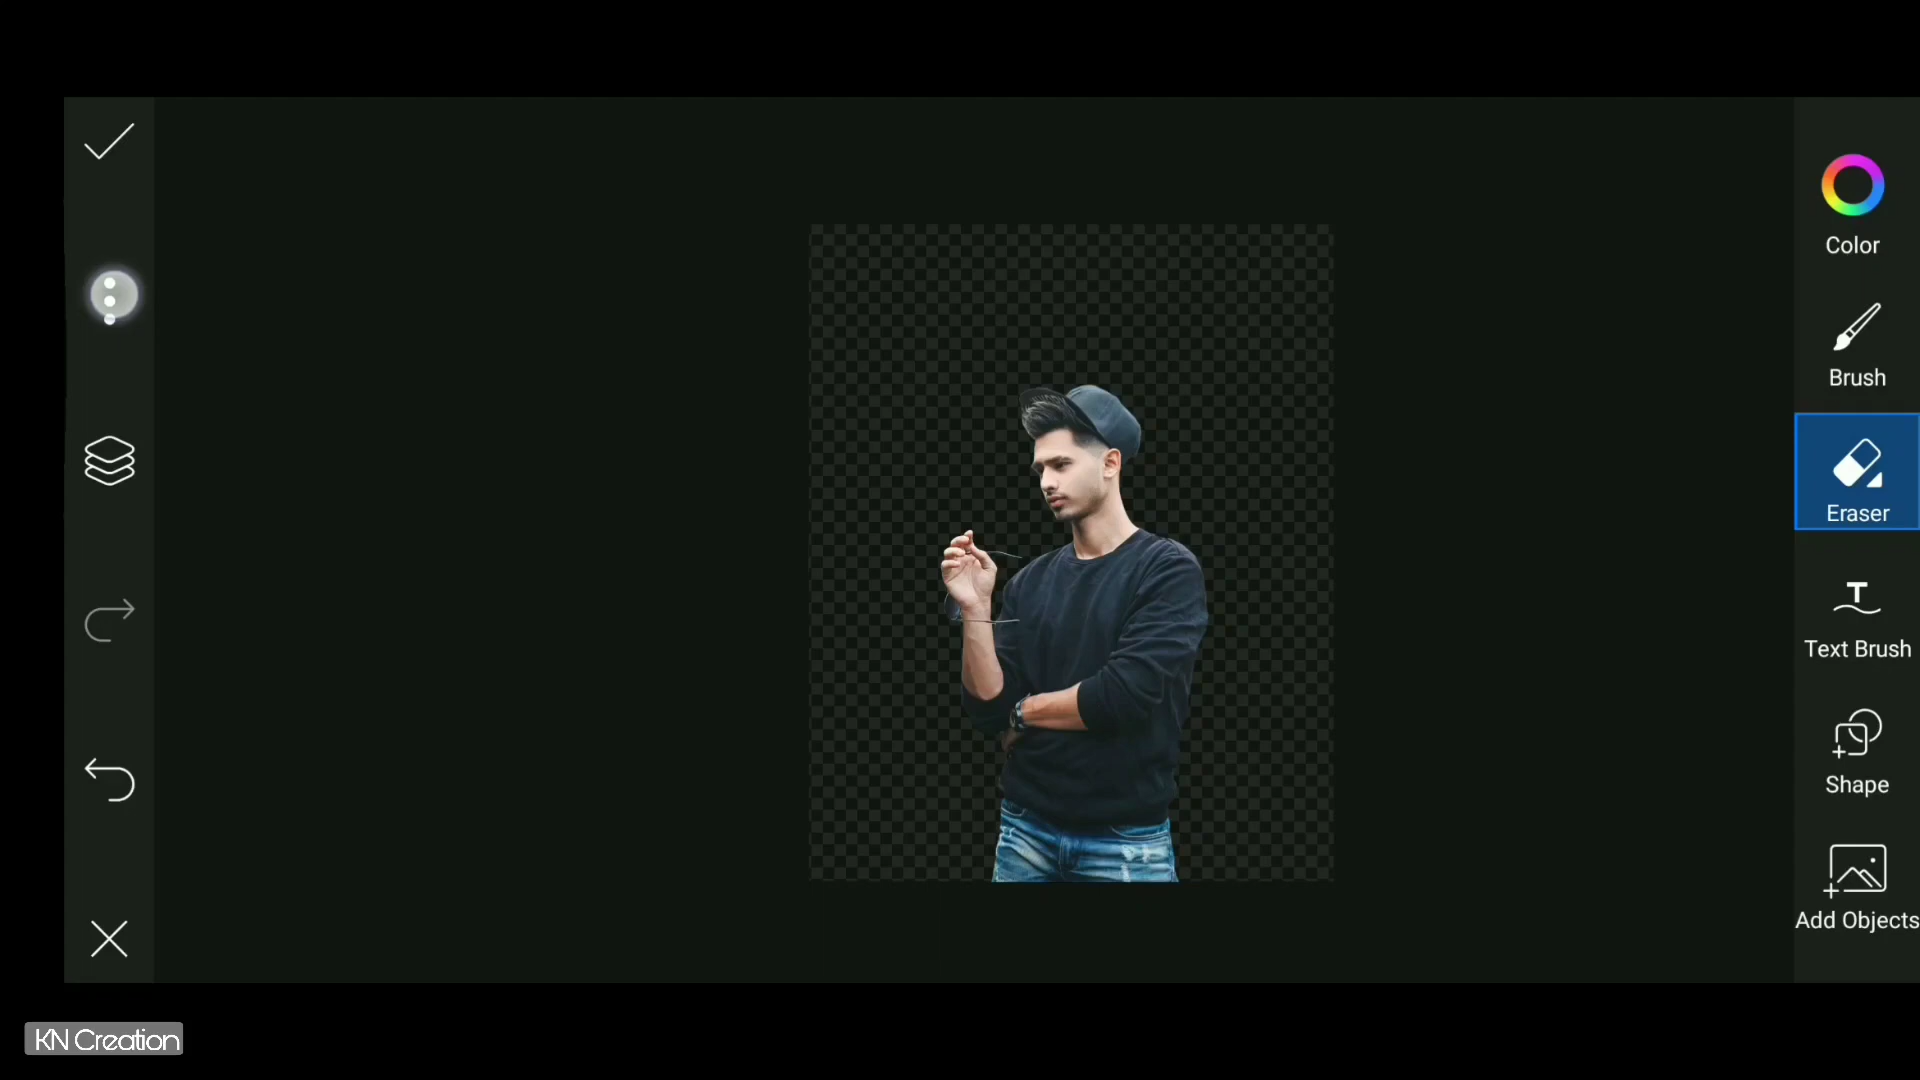 Color
Brush
Eraser
Text Brush
Shape
Add Objects
KN Creation